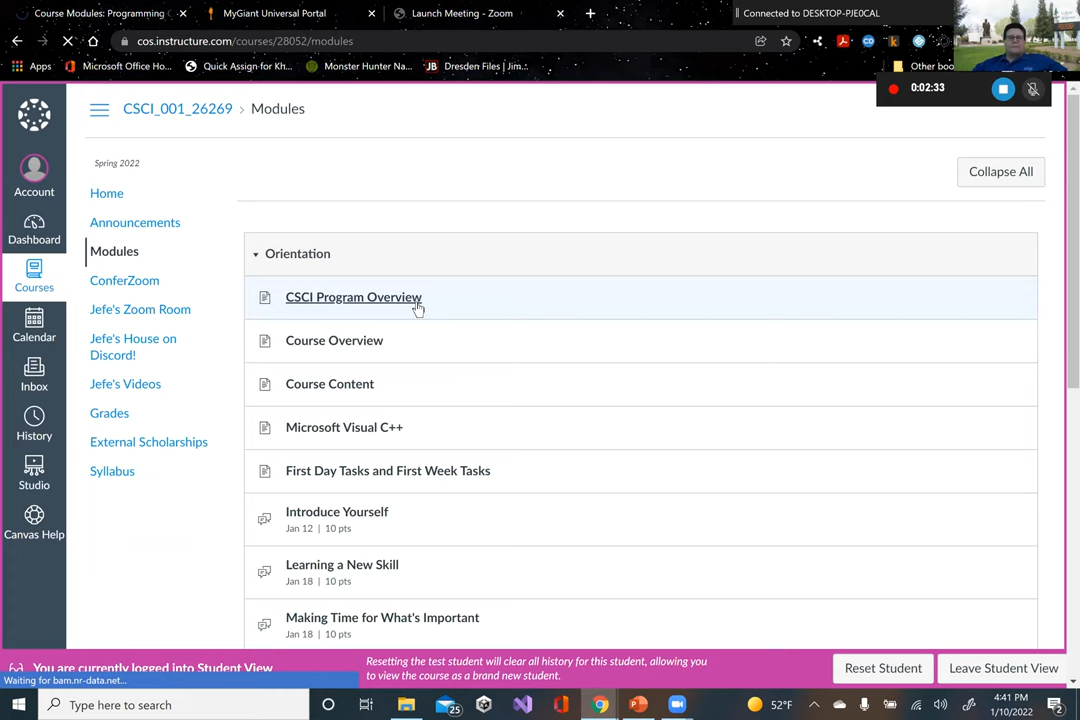 Course Modules: Programming
MyGiant Universal Portal
Launch Meeting - Zoom
Connected to DESKTOP-PJE0CAL
cos.instructure.com/courses/28052/modules
Apps
Microsoft Office Ho...
Quick Assign for Kh...
Monster Hunter Na...
Dresden Files | Jim...
Other boo
0:02:33
CSCI_001_26269 › Modules
Spring 2022
Collapse All
Account
Dashboard
Courses
Calendar
Inbox
History
Studio
Canvas Help
Home
Announcements
Modules
ConferZoom
Jefe's Zoom Room
Jefe's House on
Discord!
Jefe's Videos
Grades
External Scholarships
Syllabus
Orientation
CSCI Program Overview
Course Overview
Course Content
Microsoft Visual C++
First Day Tasks and First Week Tasks
Introduce Yourself
Jan 12 | 10 pts
Learning a New Skill
Jan 18 | 10 pts
Making Time for What's Important
Jan 18 | 10 pts
You are currently logged into Student View
Resetting the test student will clear all history for this student, allowing you
to view the course as a brand new student.
Reset Student
Leave Student View
Waiting for bam.nr-data.net...
Type here to search
25
52°F
4:41 PM
1/10/2022
2